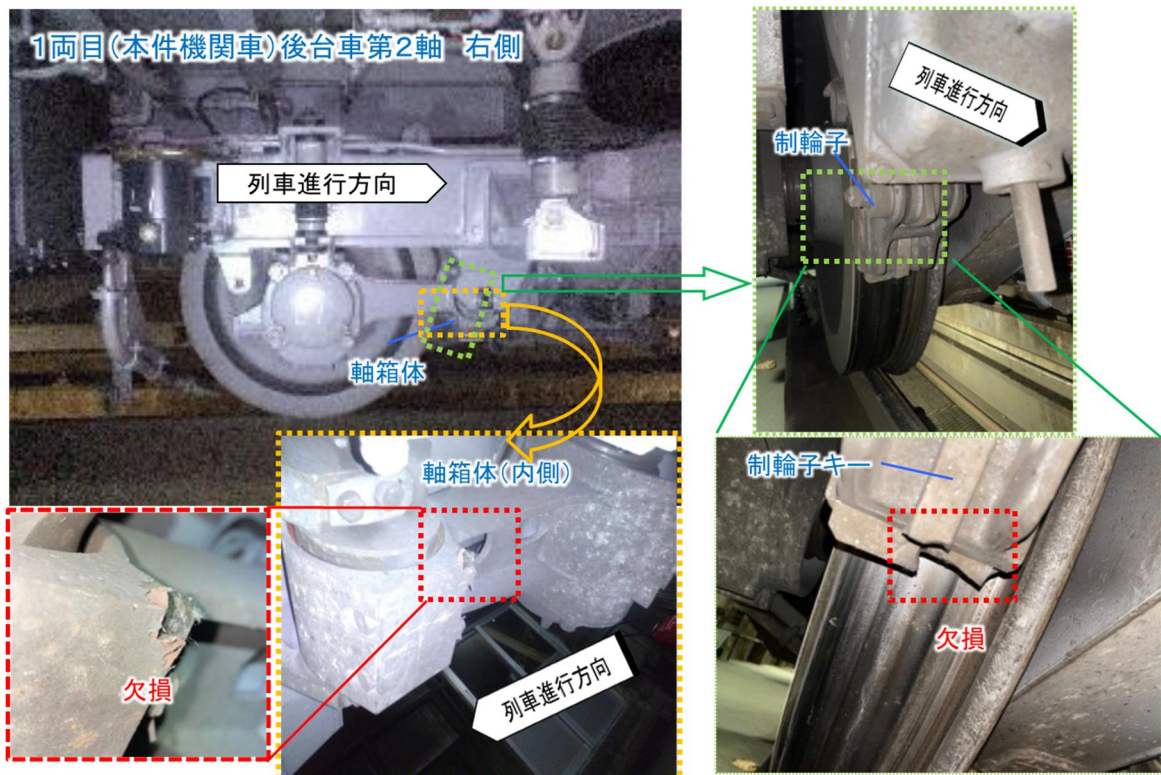 1両目(本件機関車)後台車第2軸 右側
列車進行方向
軸箱体
列車進行方向
制輪子
軸箱体(内側)
列車進行方向
欠損
制輪子キー
欠損